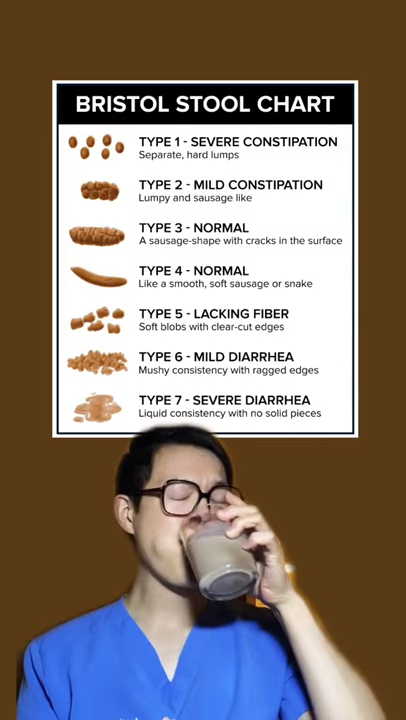 BRISTOL STOOL CHART
TYPE 1 - SEVERE CONSTIPATION
Separate, hard lumps
TYPE 2 - MILD CONSTIPATION
Lumpy and sausage like
TYPE 3 - NORMAL
A sausage-shape with cracks in the surface
TYPE 4 - NORMAL
Like a smooth, soft sausage or snake
TYPE 5 - LACKING FIBER
Soft blobs with clear-cut edges
TYPE 6 - MILD DIARRHEA
Mushy consistency with ragged edges
TYPE 7 - SEVERE DIARRHEA
Liquid consistency with no solid pieces